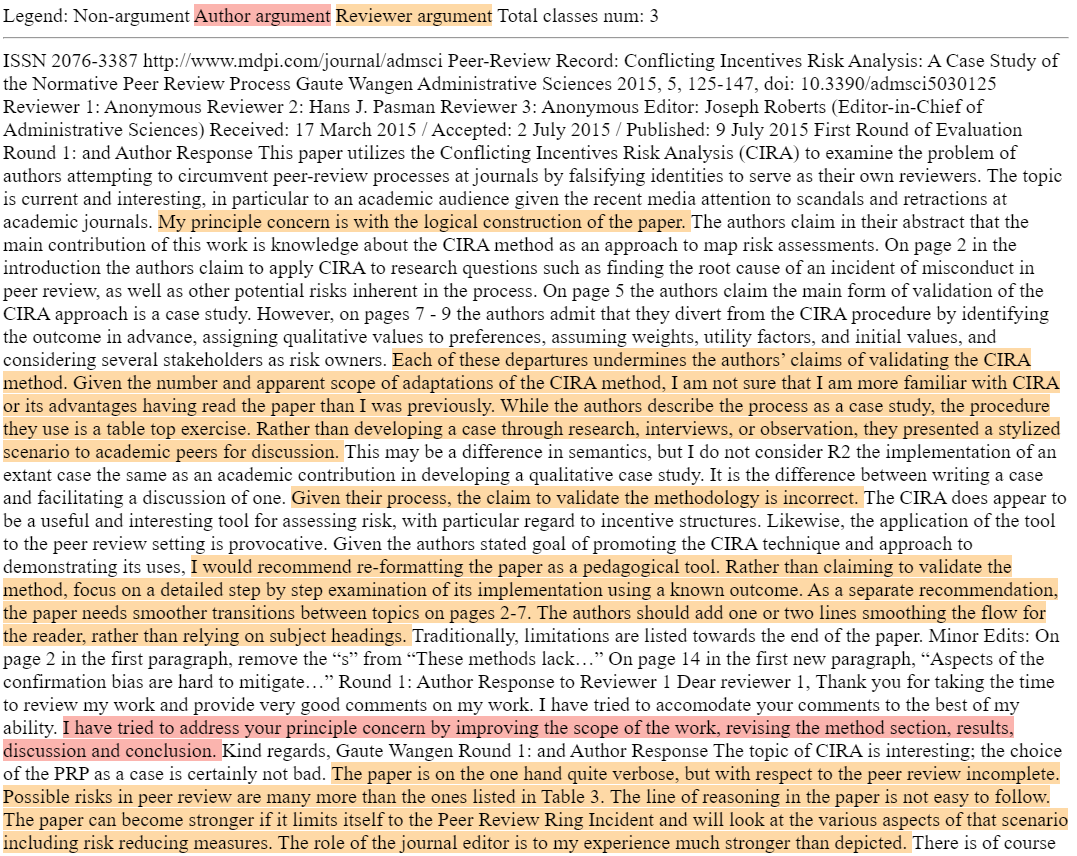 Legend: Non-argument Author argument Reviewer argument Total classes num: 3
ISSN 2076-3387 http://www.mdpi.com/journal/admsci Peer-Review Record: Conflicting Incentives Risk Analysis: A Case Study of
the Normative Peer Review Process Gaute Wangen Administrative Sciences 2015, 5, 125-147, doi: 10.3390/admsci5030125
Reviewer 1: Anonymous Reviewer 2: Hans J. Pasman Reviewer 3: Anonymous Editor: Joseph Roberts (Editor-in-Chief of
Administrative Sciences) Received: 17 March 2015 / Accepted: 2 July 2015 / Published: 9 July 2015 First Round of Evaluation
Round 1: and Author Response This paper utilizes the Conflicting Incentives Risk Analysis (CIRA) to examine the problem of
authors attempting to circumvent peer-review processes at journals by falsifying identities to serve as their own reviewers. The topic
is current and interesting, in particular to an academic audience given the recent media attention to scandals and retractions at
academic journals. My principle concern is with the logical construction of the paper. The authors claim in their abstract that the
main contribution of this work is knowledge about the CIRA method as an approach to map risk assessments. On page 2 in the
introduction the authors claim to apply CIRA to research questions such as finding the root cause of an incident of misconduct in
peer review, as well as other potential risks inherent in the process. On page 5 the authors claim the main form of validation of the
CIRA approach is a case study. However, on pages 7 - 9 the authors admit that they divert from the CIRA procedure by identifying
the outcome in advance, assigning qualitative values to preferences, assuming weights, utility factors, and initial values, and
considering several stakeholders as risk owners. Each of these departures undermines the authors’ claims of validating the CIRA
method. Given the number and apparent scope of adaptations of the CIRA method, I am not sure that I am more familiar with CIRA
or its advantages having read the paper than I was previously. While the authors describe the process as a case study, the procedure
they use is a table top exercise. Rather than developing a case through research, interviews, or observation, they presented a stylized
scenario to academic peers for discussion. This may be a difference in semantics, but I do not consider R2 the implementation of an
extant case the same as an academic contribution in developing a qualitative case study. It is the difference between writing a case
and facilitating a discussion of one. Given their process, the claim to validate the methodology is incorrect. The CIRA does appear to
be a useful and interesting tool for assessing risk, with particular regard to incentive structures. Likewise, the application of the tool
to the peer review setting is provocative. Given the authors stated goal of promoting the CIRA technique and approach to
demonstrating its uses, I would recommend re-formatting the paper as a pedagogical tool. Rather than claiming to validate the
method, focus on a detailed step by step examination of its implementation using a known outcome. As a separate recommendation,
the paper needs smoother transitions between topics on pages 2-7. The authors should add one or two lines smoothing the flow for
the reader, rather than relying on subject headings. Traditionally, limitations are listed towards the end of the paper. Minor Edits: On
page 2 in the first paragraph, remove the “s” from “These methods lack…” On page 14 in the first new paragraph, “Aspects of the
confirmation bias are hard to mitigate…” Round 1: Author Response to Reviewer 1 Dear reviewer 1, Thank you for taking the time
to review my work and provide very good comments on my work. I have tried to accomodate your comments to the best of my
ability. I have tried to address your principle concern by improving the scope of the work, revising the method section, results,
discussion and conclusion. Kind regards, Gaute Wangen Round 1: and Author Response The topic of CIRA is interesting; the choice
of the PRP as a case is certainly not bad. The paper is on the one hand quite verbose, but with respect to the peer review incomplete.
Possible risks in peer review are many more than the ones listed in Table 3. The line of reasoning in the paper is not easy to follow.
The paper can become stronger if it limits itself to the Peer Review Ring Incident and will look at the various aspects of that scenario
including risk reducing measures. The role of the journal editor is to my experience much stronger than depicted. There is of course